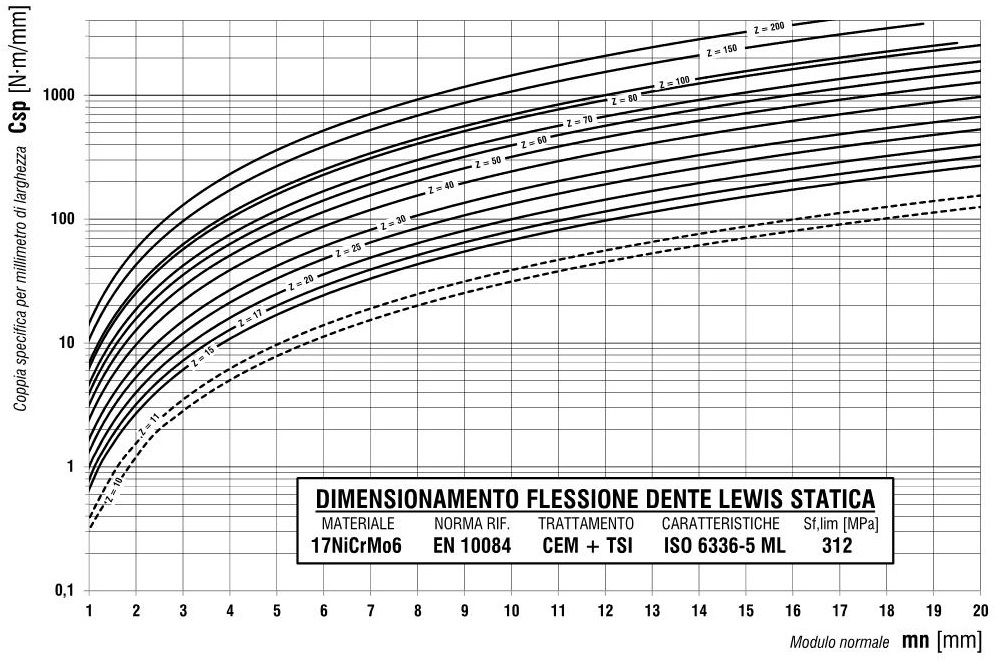 Coppia specifica per millimetro di larghezza Csp [N·m/mm]
1000
100
10
1
0,1
Z = 200
Z = 150
Z = 100
Z = 80
Z = 70
Z = 60
Z = 50
Z = 40
Z = 30
Z = 25
Z = 20
Z = 17
Z = 15
Z = 11
Z = 10
DIMENSIONAMENTO FLESSIONE DENTE LEWIS STATICA
MATERIALE NORMA RIF. TRATTAMENTO CARATTERISTICHE Sf,lim [MPa]
17NiCrMo6 EN 10084 CEM + TSI ISO 6336-5 ML 312
1 2 3 4 5 6 7 8 9 10 11 12 13 14 15 16 17 18 19 20
Modulo normale mn [mm]